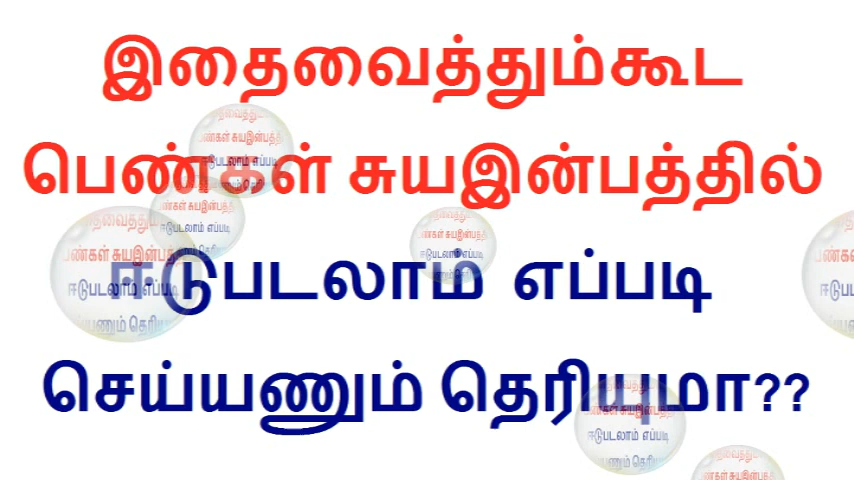 இதைவைத்தும்கூட
பெண்கள் சுயஇன்பத்தில்
ஈடுபடலாம் எப்படி
செய்யணும் தெரியுமா??